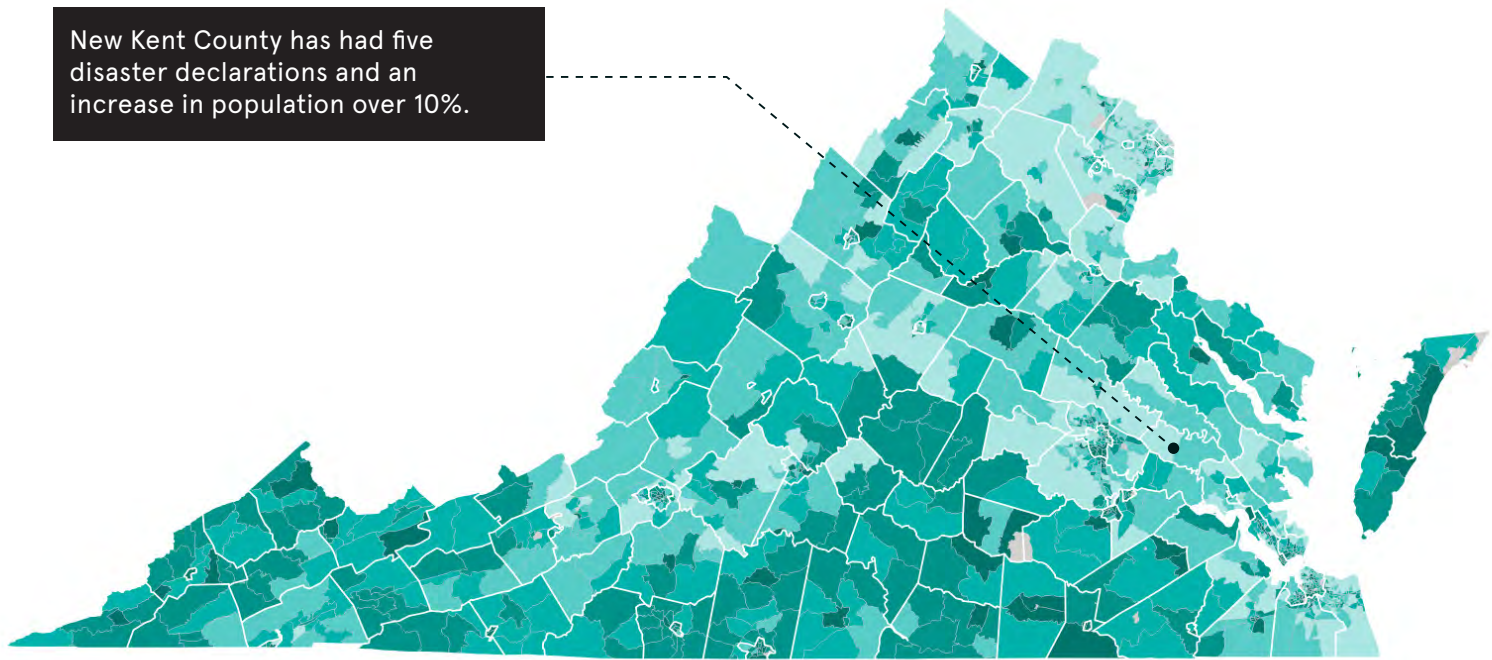 New Kent County has had five
disaster declarations and an
increase in population over 10%.